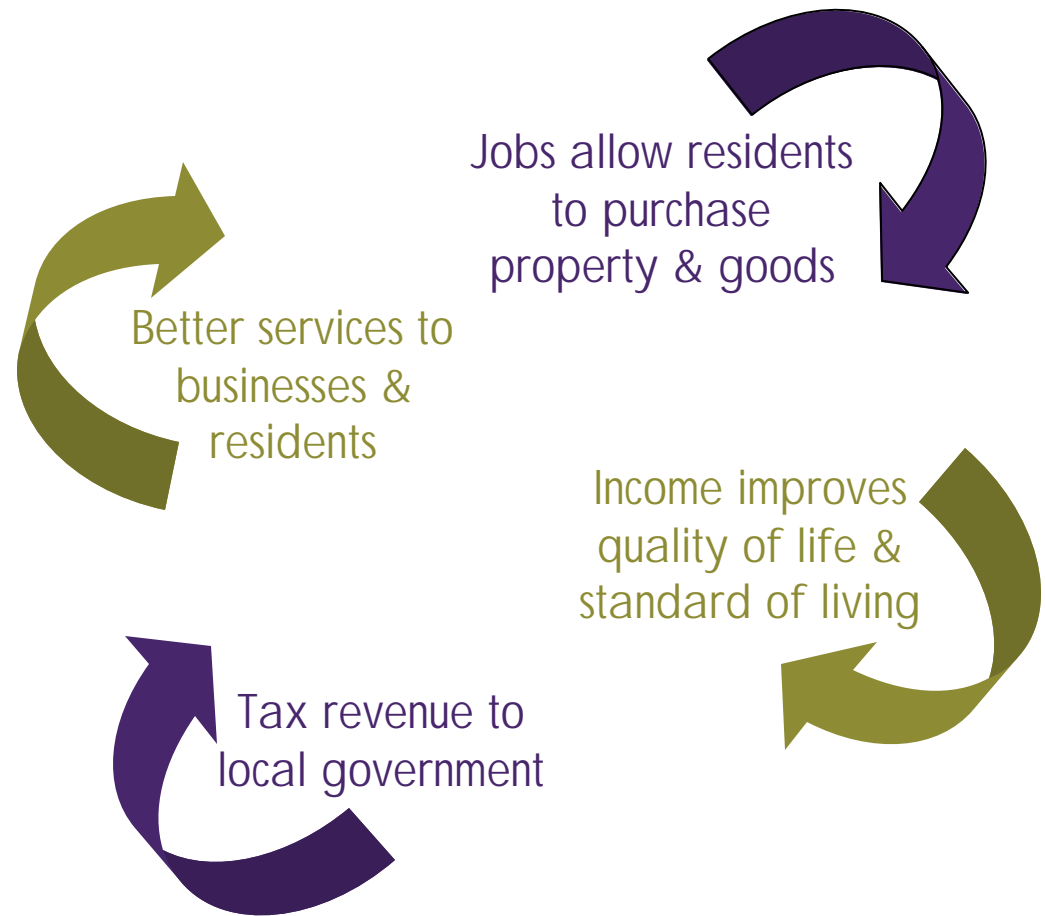 Jobs allow residents
to purchase
property & goods
Better services to
businesses &
residents
Income improves
quality of life &
standard of living
Tax revenue to
local government